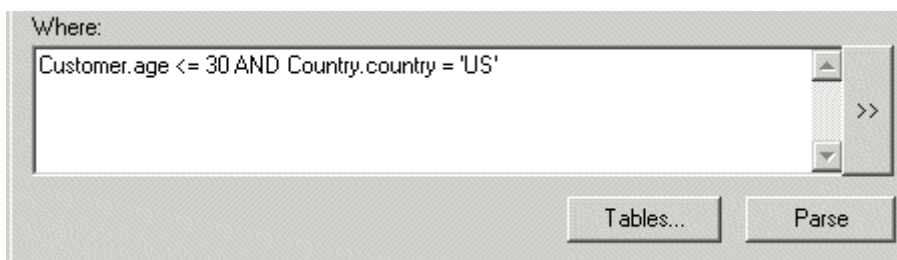 Where:
Customer.age <= 30 AND Country.country = 'US'
>>
Tables...
Parse